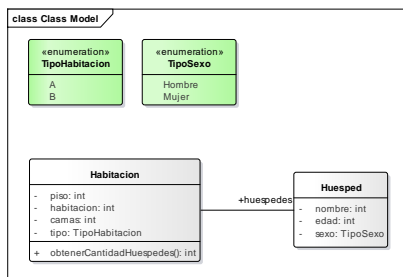 class Class Model
«enumeration»
TipoHabitacion
A
B
«enumeration»
TipoSexo
Hombre
Mujer
Habitacion
- piso: int
- habitacion: int
- camas: int
- tipo: TipoHabitacion
+ obtenerCantidadHuespedes(): int
+huespedes
Huesped
- nombre: int
- edad: int
- sexo: TipoSexo